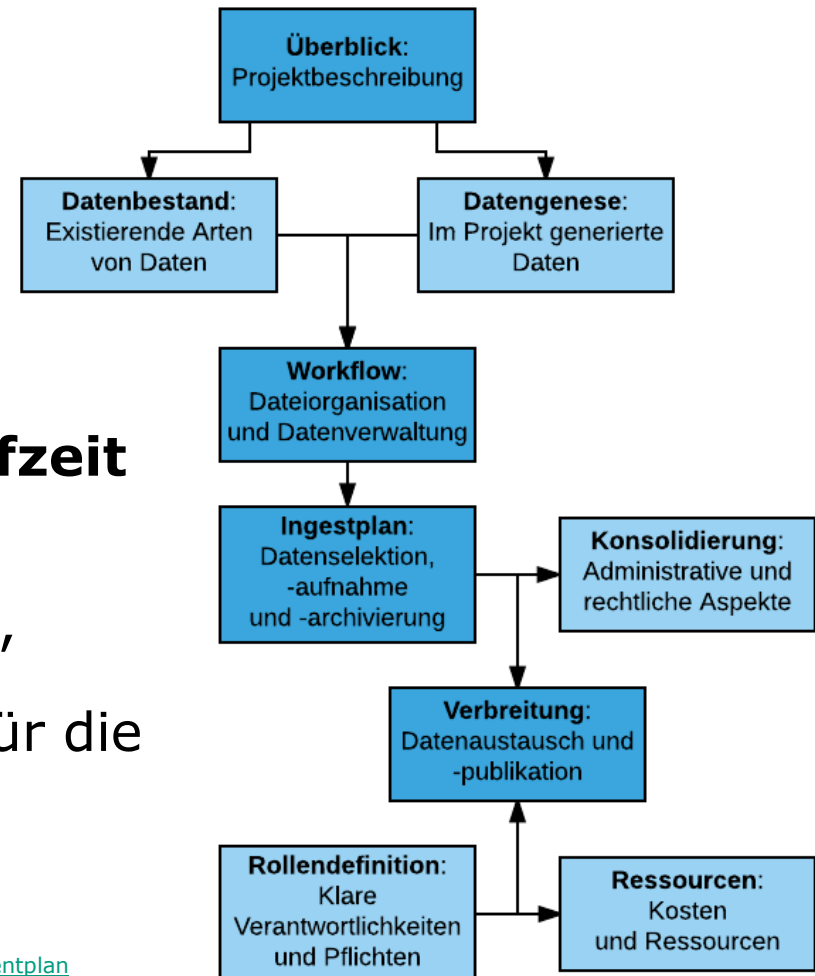 Überblick:
Projektbeschreibung
Datenbestand:
Existierende Arten
von Daten
Datengenese:
Im Projekt generierte
Daten
Workflow:
Dateiorganisation
und Datenverwaltung
fzeit
Ingestplan:
Datenselektion,
-aufnahme
und -archivierung
Konsolidierung:
Administrative und
rechtliche Aspekte
,
ür die
Verbreitung:
Datenaustausch und
-publikation
Rollendefinition:
Klare
Verantwortlichkeiten
und Pflichten
Ressourcen:
Kosten
und Ressourcen
entplan